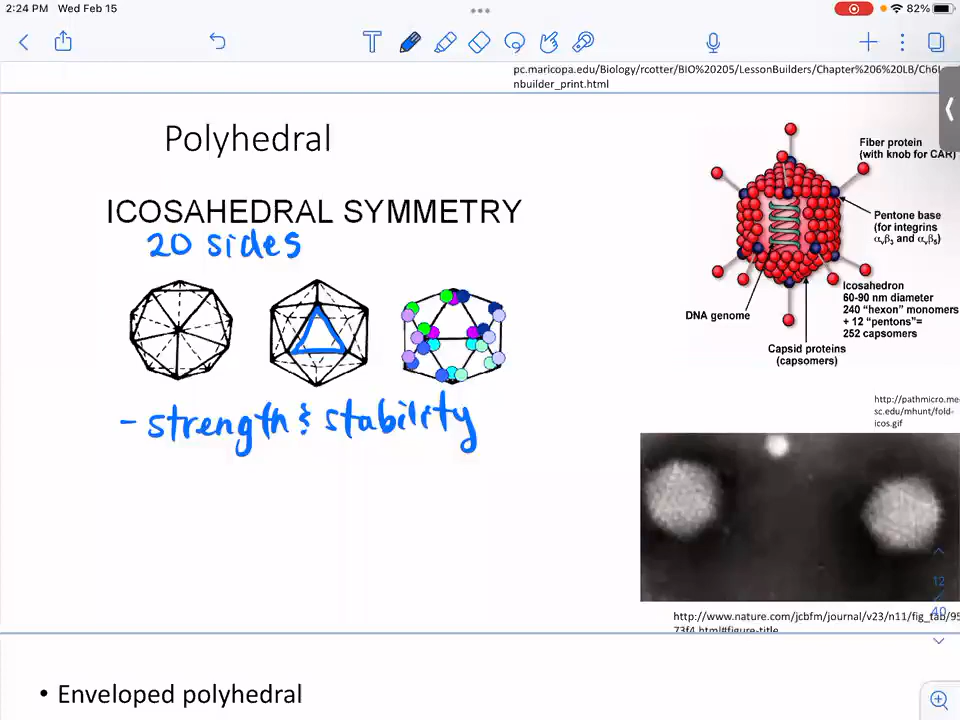 2:24 PM Wed Feb 15
82%
pc.maricopa.edu/Biology/rcotter/BIO%20205/LessonBuilders/Chapter%206%20LB/Ch6L
nbuilder_print.html
Polyhedral
ICOSAHEDRAL SYMMETRY
20 sides
- strength & stability
Fiber protein
(with knob for CAR)
Pentone base
(for integrins
αvβ3 and αvβ5)
Icosahedron
60-90 nm diameter
240 "hexon" monomers
+ 12 "pentons"=
252 capsomers
DNA genome
Capsid proteins
(capsomers)
http://pathmicro.me
sc.edu/mhunt/fold-
icos.gif
12
40
http://www.nature.com/jcbfm/journal/v23/n11/fig_tab/95
73f4.html#figure-title
• Enveloped polyhedral